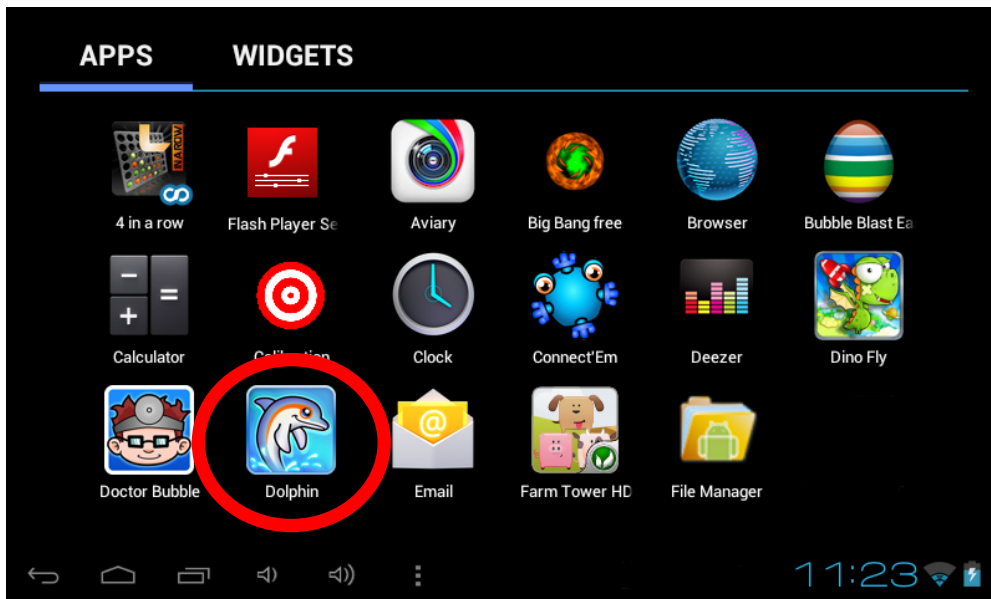 APPS WIDGETS
4 in a row Flash Player Se Aviary Big Bang free Browser Bubble Blast Ea
Calculator Calibration Clock Connect'Em Deezer Dino Fly
Doctor Bubble Dolphin Email Farm Tower HD File Manager
11:23